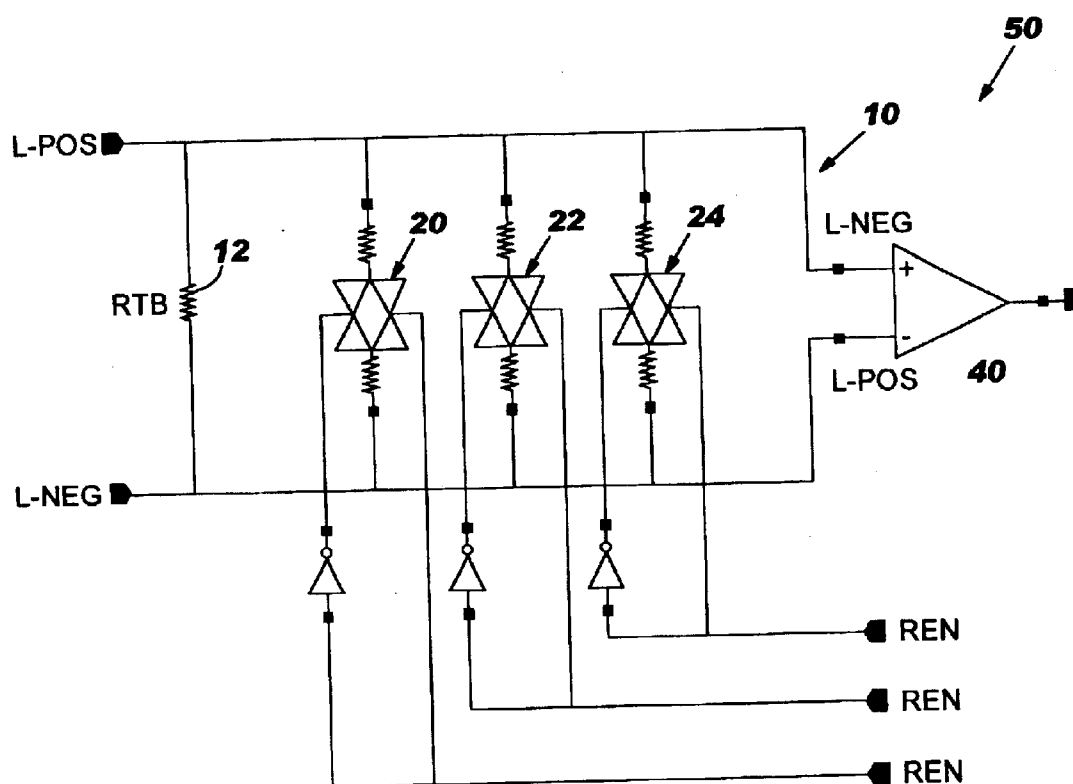 50
L-POS
10
L-NEG
20
22
24
12
RTB
+
-
L-POS
40
L-NEG
REN
REN
REN